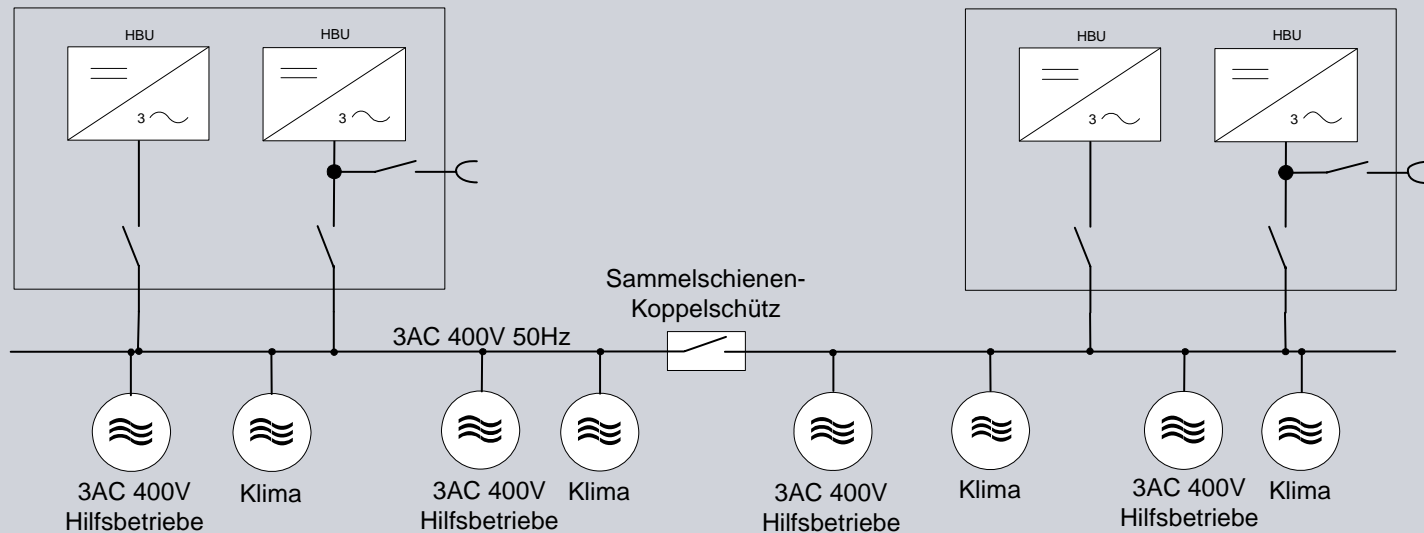 HBU
HBU
HBU
HBU
3
3
3
3
Sammelschienen-
Koppelschütz
3AC 400V 50Hz
3AC 400V
Hilfsbetriebe
Klima
3AC 400V
Hilfsbetriebe
Klima
3AC 400V
Hilfsbetriebe
Klima
3AC 400V
Hilfsbetriebe
Klima